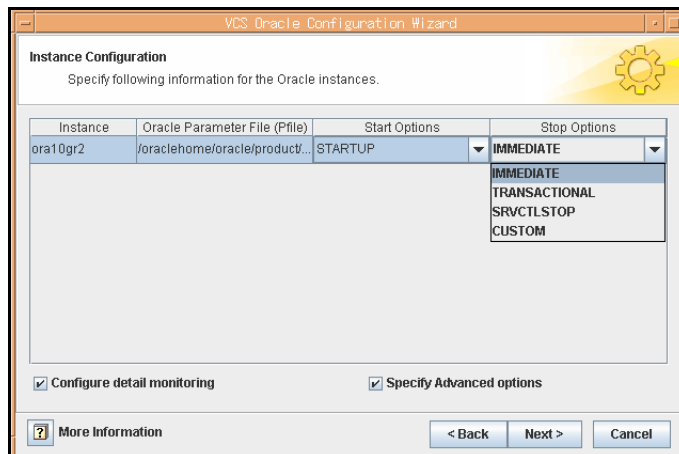 VCS Oracle Configuration Wizard
Instance Configuration
Specify following information for the Oracle instances.
Instance Oracle Parameter File (Pfile) Start Options Stop Options
ora10gr2 /oraclehome/oracle/product/... STARTUP IMMEDIATE
IMMEDIATE
TRANSACTIONAL
SRVCTLSTOP
CUSTOM
Configure detail monitoring Specify Advanced options
? More Information < Back Next > Cancel